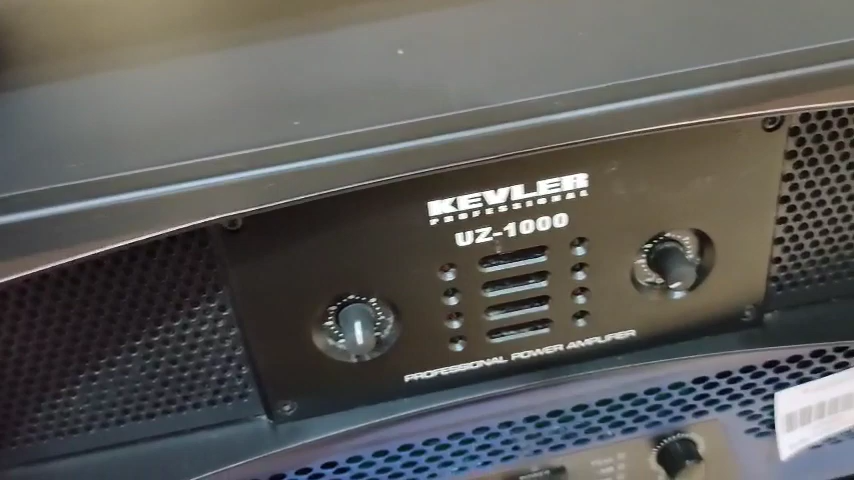 KEVLER
PROFESSIONAL
UZ-1000
PROFESSIONAL POWER AMPLIFIER